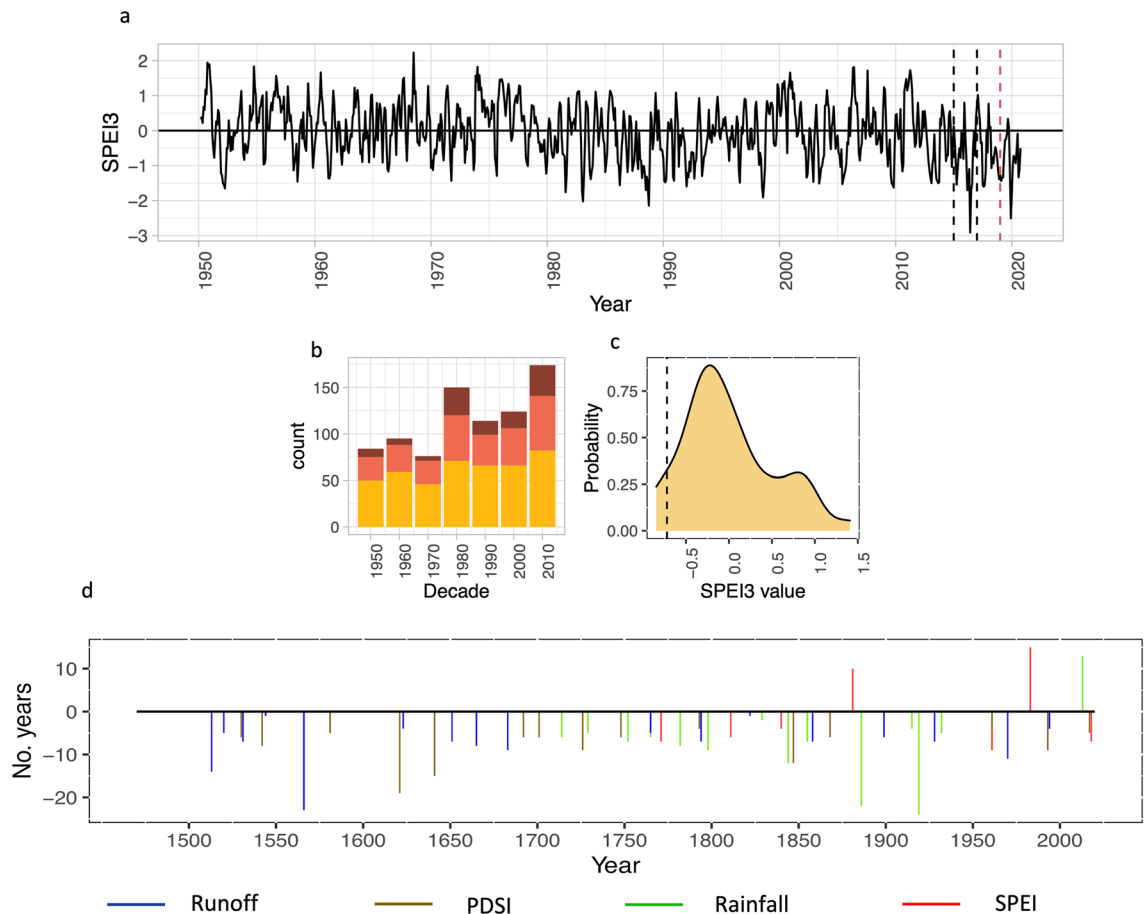 a
SPEI3
2
1
0
−1
−2
−3
1950
1960
1970
1980
1990
2000
2010
2020
Year
b
count
150
100
50
0
1950
1960
1970
1980
1990
2000
2010
Decade
c
Probability
0.75
0.50
0.25
0.00
−0.5
0.0
0.5
1.0
1.5
SPEI3 value
d
No. years
10
0
−10
−20
1500 1550 1600 1650 1700 1750 1800 1850 1900 1950 2000
Year
Runoff PDSI Rainfall SPEI